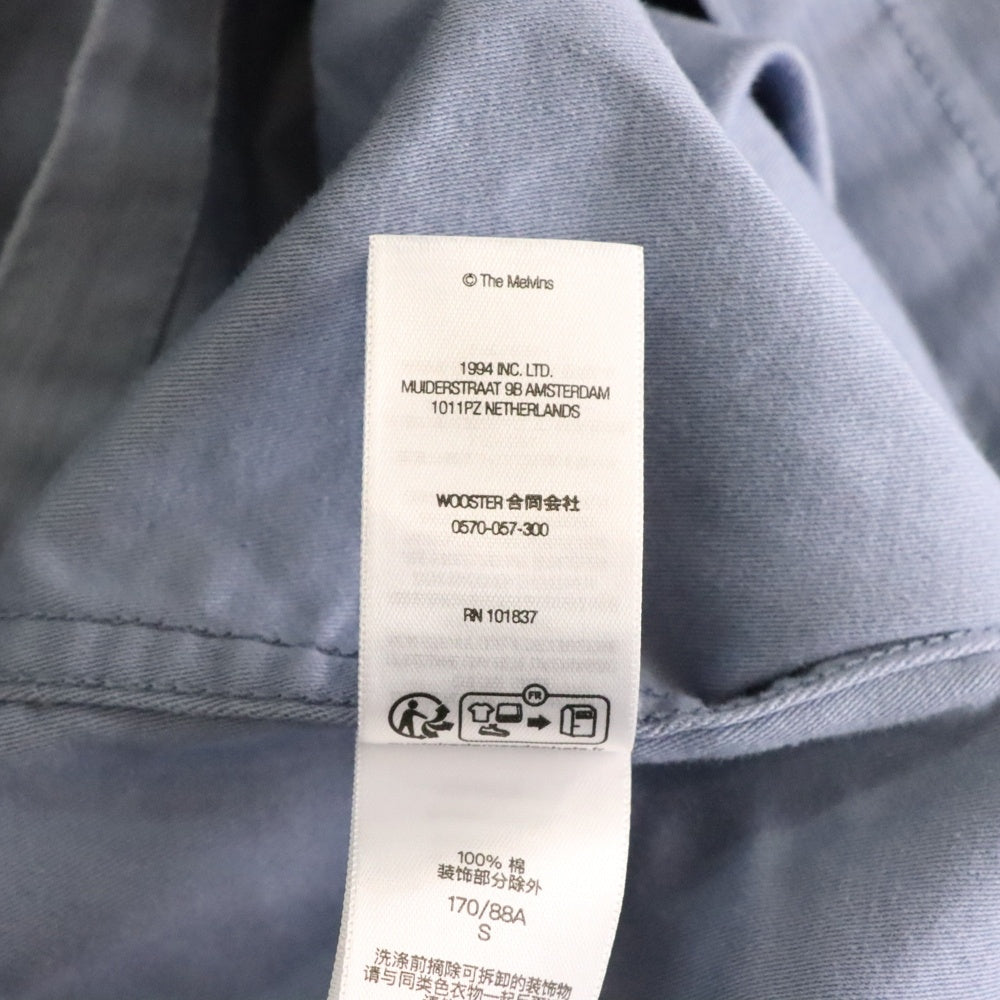 © The Melvins
1994 INC. LTD.
MUIDERSTRAAT 9B AMSTERDAM
1011PZ NETHERLANDS
WOOSTER 合同会社
0570-057-300
RN 101837
FR
100% 棉
装饰部分除外
170/88A
S
洗涤前摘除可拆卸的装饰物
请与同类色衣物一起